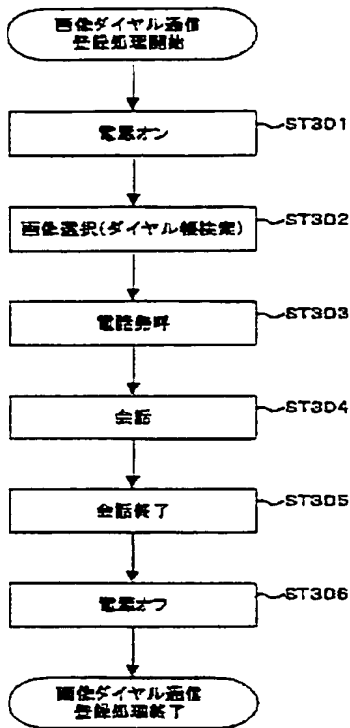 画像ダイヤル通信
登録処理開始
電源オン
ST301
画像選択(ダイヤル帳検索)
ST302
電話発呼
ST303
会話
ST304
会話終了
ST305
電源オフ
ST306
画像ダイヤル通信
登録処理終了